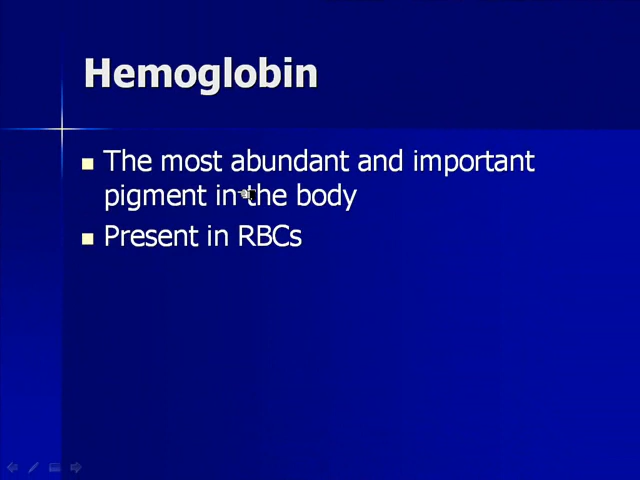 Hemoglobin
The most abundant and important
pigment in the body
Present in RBCs